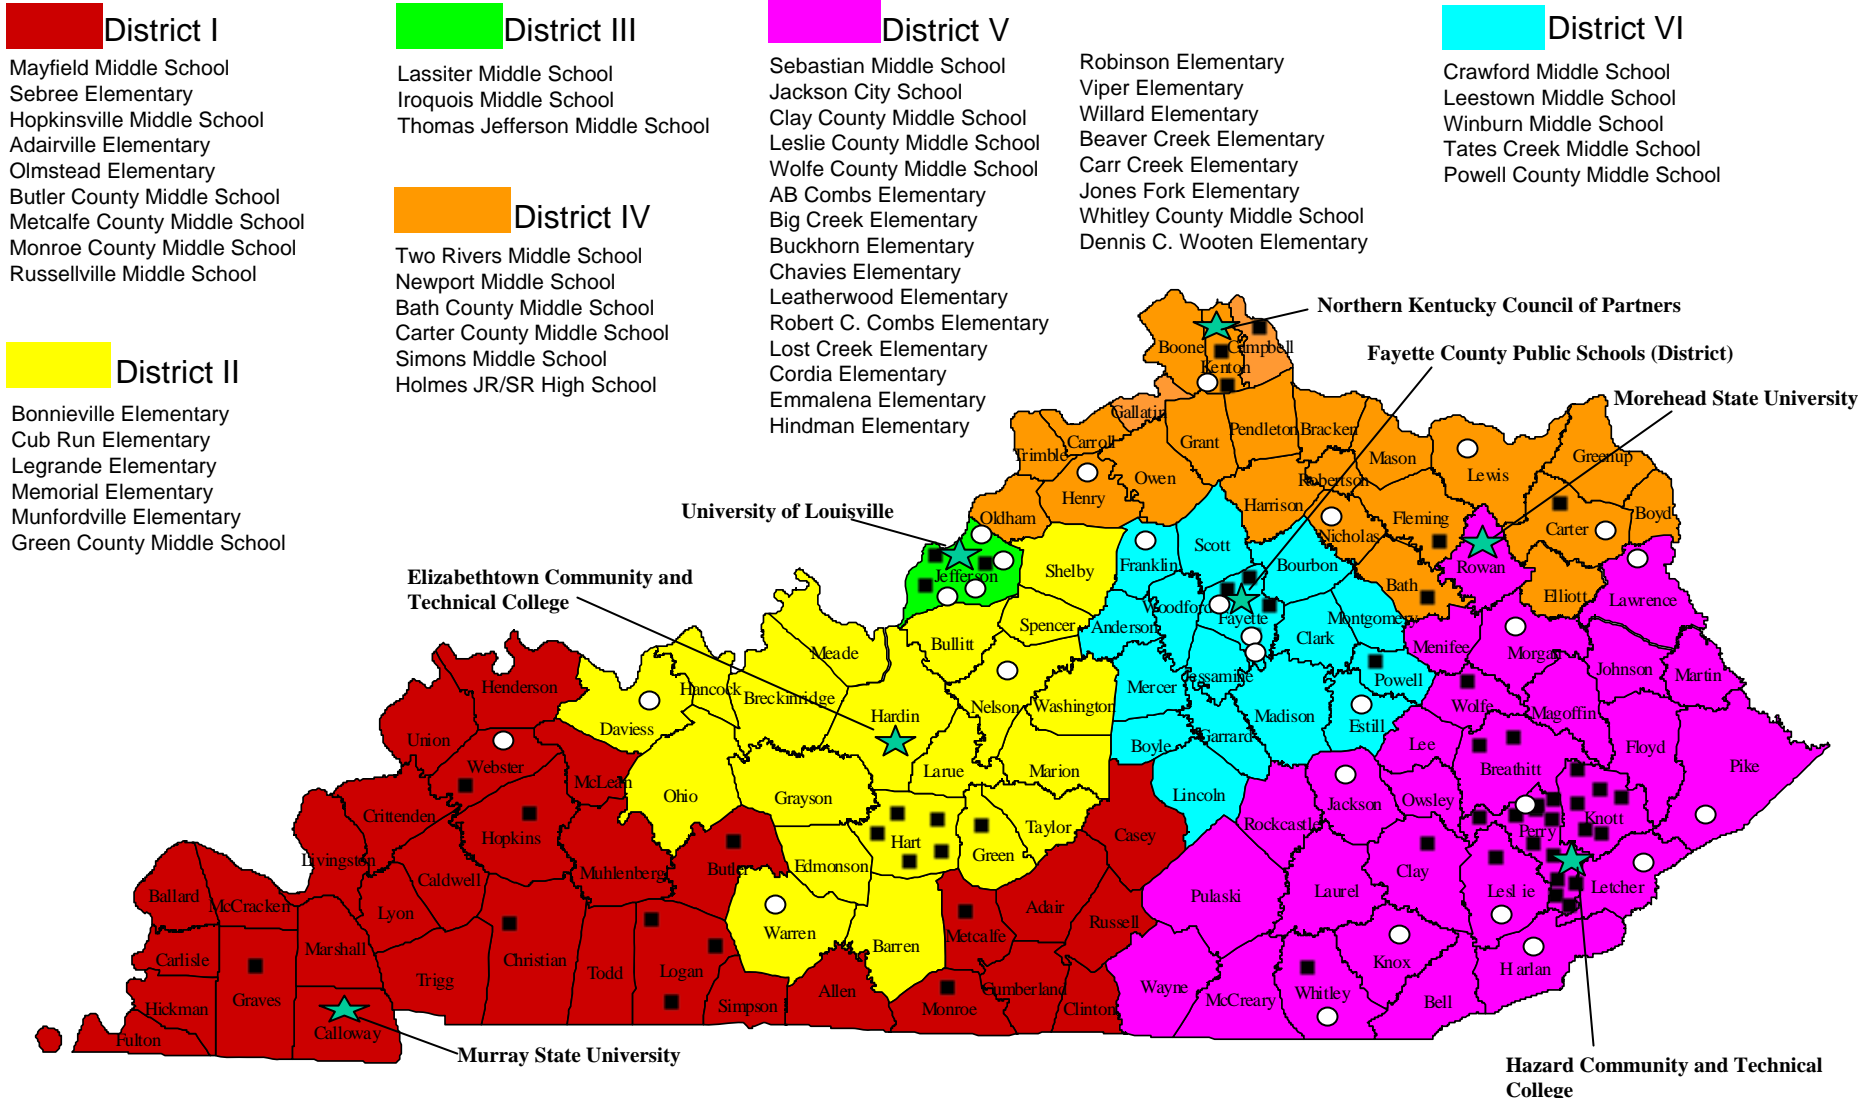 District I
Mayfield Middle School
Sebree Elementary
Hopkinsville Middle School
Adairville Elementary
Olmstead Elementary
Butler County Middle School
Metcalfe County Middle School
Monroe County Middle School
Russellville Middle School
District II
Bonnieville Elementary
Cub Run Elementary
Legrande Elementary
Memorial Elementary
Munfordville Elementary
Green County Middle School
District III
Lassiter Middle School
Iroquois Middle School
Thomas Jefferson Middle School
District IV
Two Rivers Middle School
Newport Middle School
Bath County Middle School
Carter County Middle School
Simons Middle School
Holmes JR/SR High School
District V
Sebastian Middle School
Jackson City School
Clay County Middle School
Leslie County Middle School
Wolfe County Middle School
AB Combs Elementary
Big Creek Elementary
Buckhorn Elementary
Chavies Elementary
Leatherwood Elementary
Robert C. Combs Elementary
Lost Creek Elementary
Cordia Elementary
Emmalena Elementary
Hindman Elementary
Robinson Elementary
Viper Elementary
Willard Elementary
Beaver Creek Elementary
Carr Creek Elementary
Jones Fork Elementary
Whitley County Middle School
Dennis C. Wooten Elementary
District VI
Crawford Middle School
Leestown Middle School
Winburn Middle School
Tates Creek Middle School
Powell County Middle School
Northern Kentucky Council of Partners
Fayette County Public Schools (District)
Morehead State University
University of Louisville
Elizabethtown Community and
Technical College
Murray State University
Hazard Community and Technical
College
Boone
Campbell
Kenton
Gallatin
Carroll
Trimble
Grant
Pendleton
Bracken
Mason
Lewis
Greenup
Owen
Henry
Robertson
Harrison
Oldham
Fleming
Nicholas
Carter
Boyd
Rowan
Bath
Elliott
Lawrence
Jefferson
Shelby
Franklin
Scott
Bourbon
Woodford
Fayette
Anderson
Clark
Montgomery
Menifee
Morgan
Johnson
Martin
Spencer
Bullitt
Meade
Hancock
Breckinridge
Hardin
Nelson
Washington
Mercer
Jessamine
Madison
Powell
Estill
Wolfe
Magoffin
Floyd
Pike
Henderson
Daviess
Union
Webster
McLean
Ohio
Grayson
Larue
Marion
Boyle
Garrard
Lincoln
Lee
Breathitt
Jackson
Owsley
Rockcastle
Perry
Knott
Crittenden
Hopkins
Livingston
Caldwell
Muhlenberg
Butler
Edmonson
Hart
Green
Taylor
Casey
Pulaski
Laurel
Clay
Leslie
Letcher
Ballard
McCracken
Lyon
Marshall
Carlisle
Graves
Hickman
Fulton
Calloway
Trigg
Christian
Todd
Logan
Simpson
Warren
Barren
Allen
Metcalfe
Adair
Russell
Monroe
Cumberland
Clinton
Wayne
McCreary
Whitley
Knox
Bell
Harlan